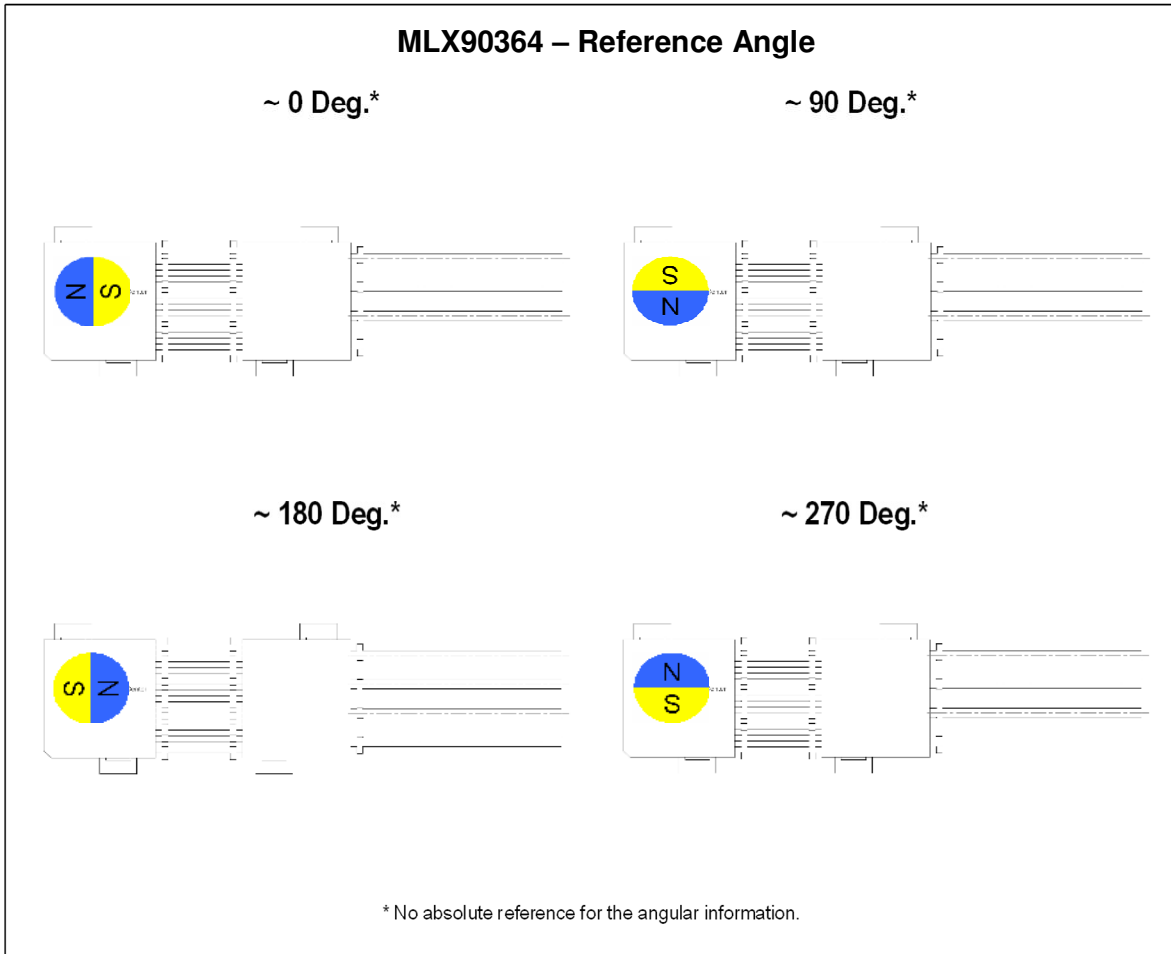 MLX90364 – Reference Angle
~ 0 Deg.*
~ 90 Deg.*
N S
S
N
~ 180 Deg.*
~ 270 Deg.*
S N
N
S
* No absolute reference for the angular information.